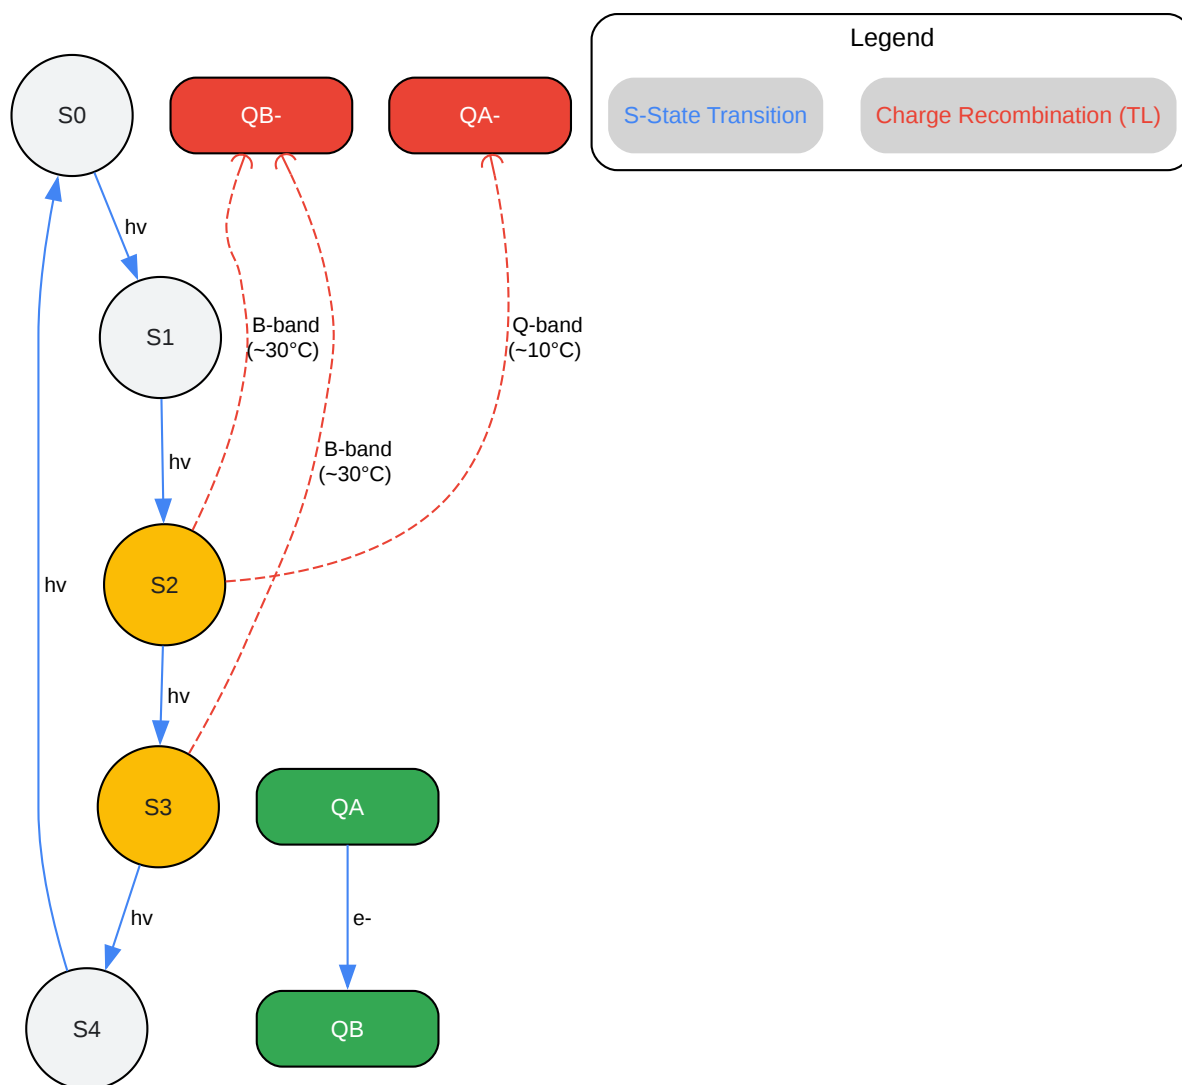 Legend
S-State Transition
Charge Recombination (TL)
S0
QB-
QA-
hv
S1
B-band
(~30°C)
Q-band
(~10°C)
hv
B-band
(~30°C)
S2
hv
hv
S3
QA
hv
e-
S4
QB